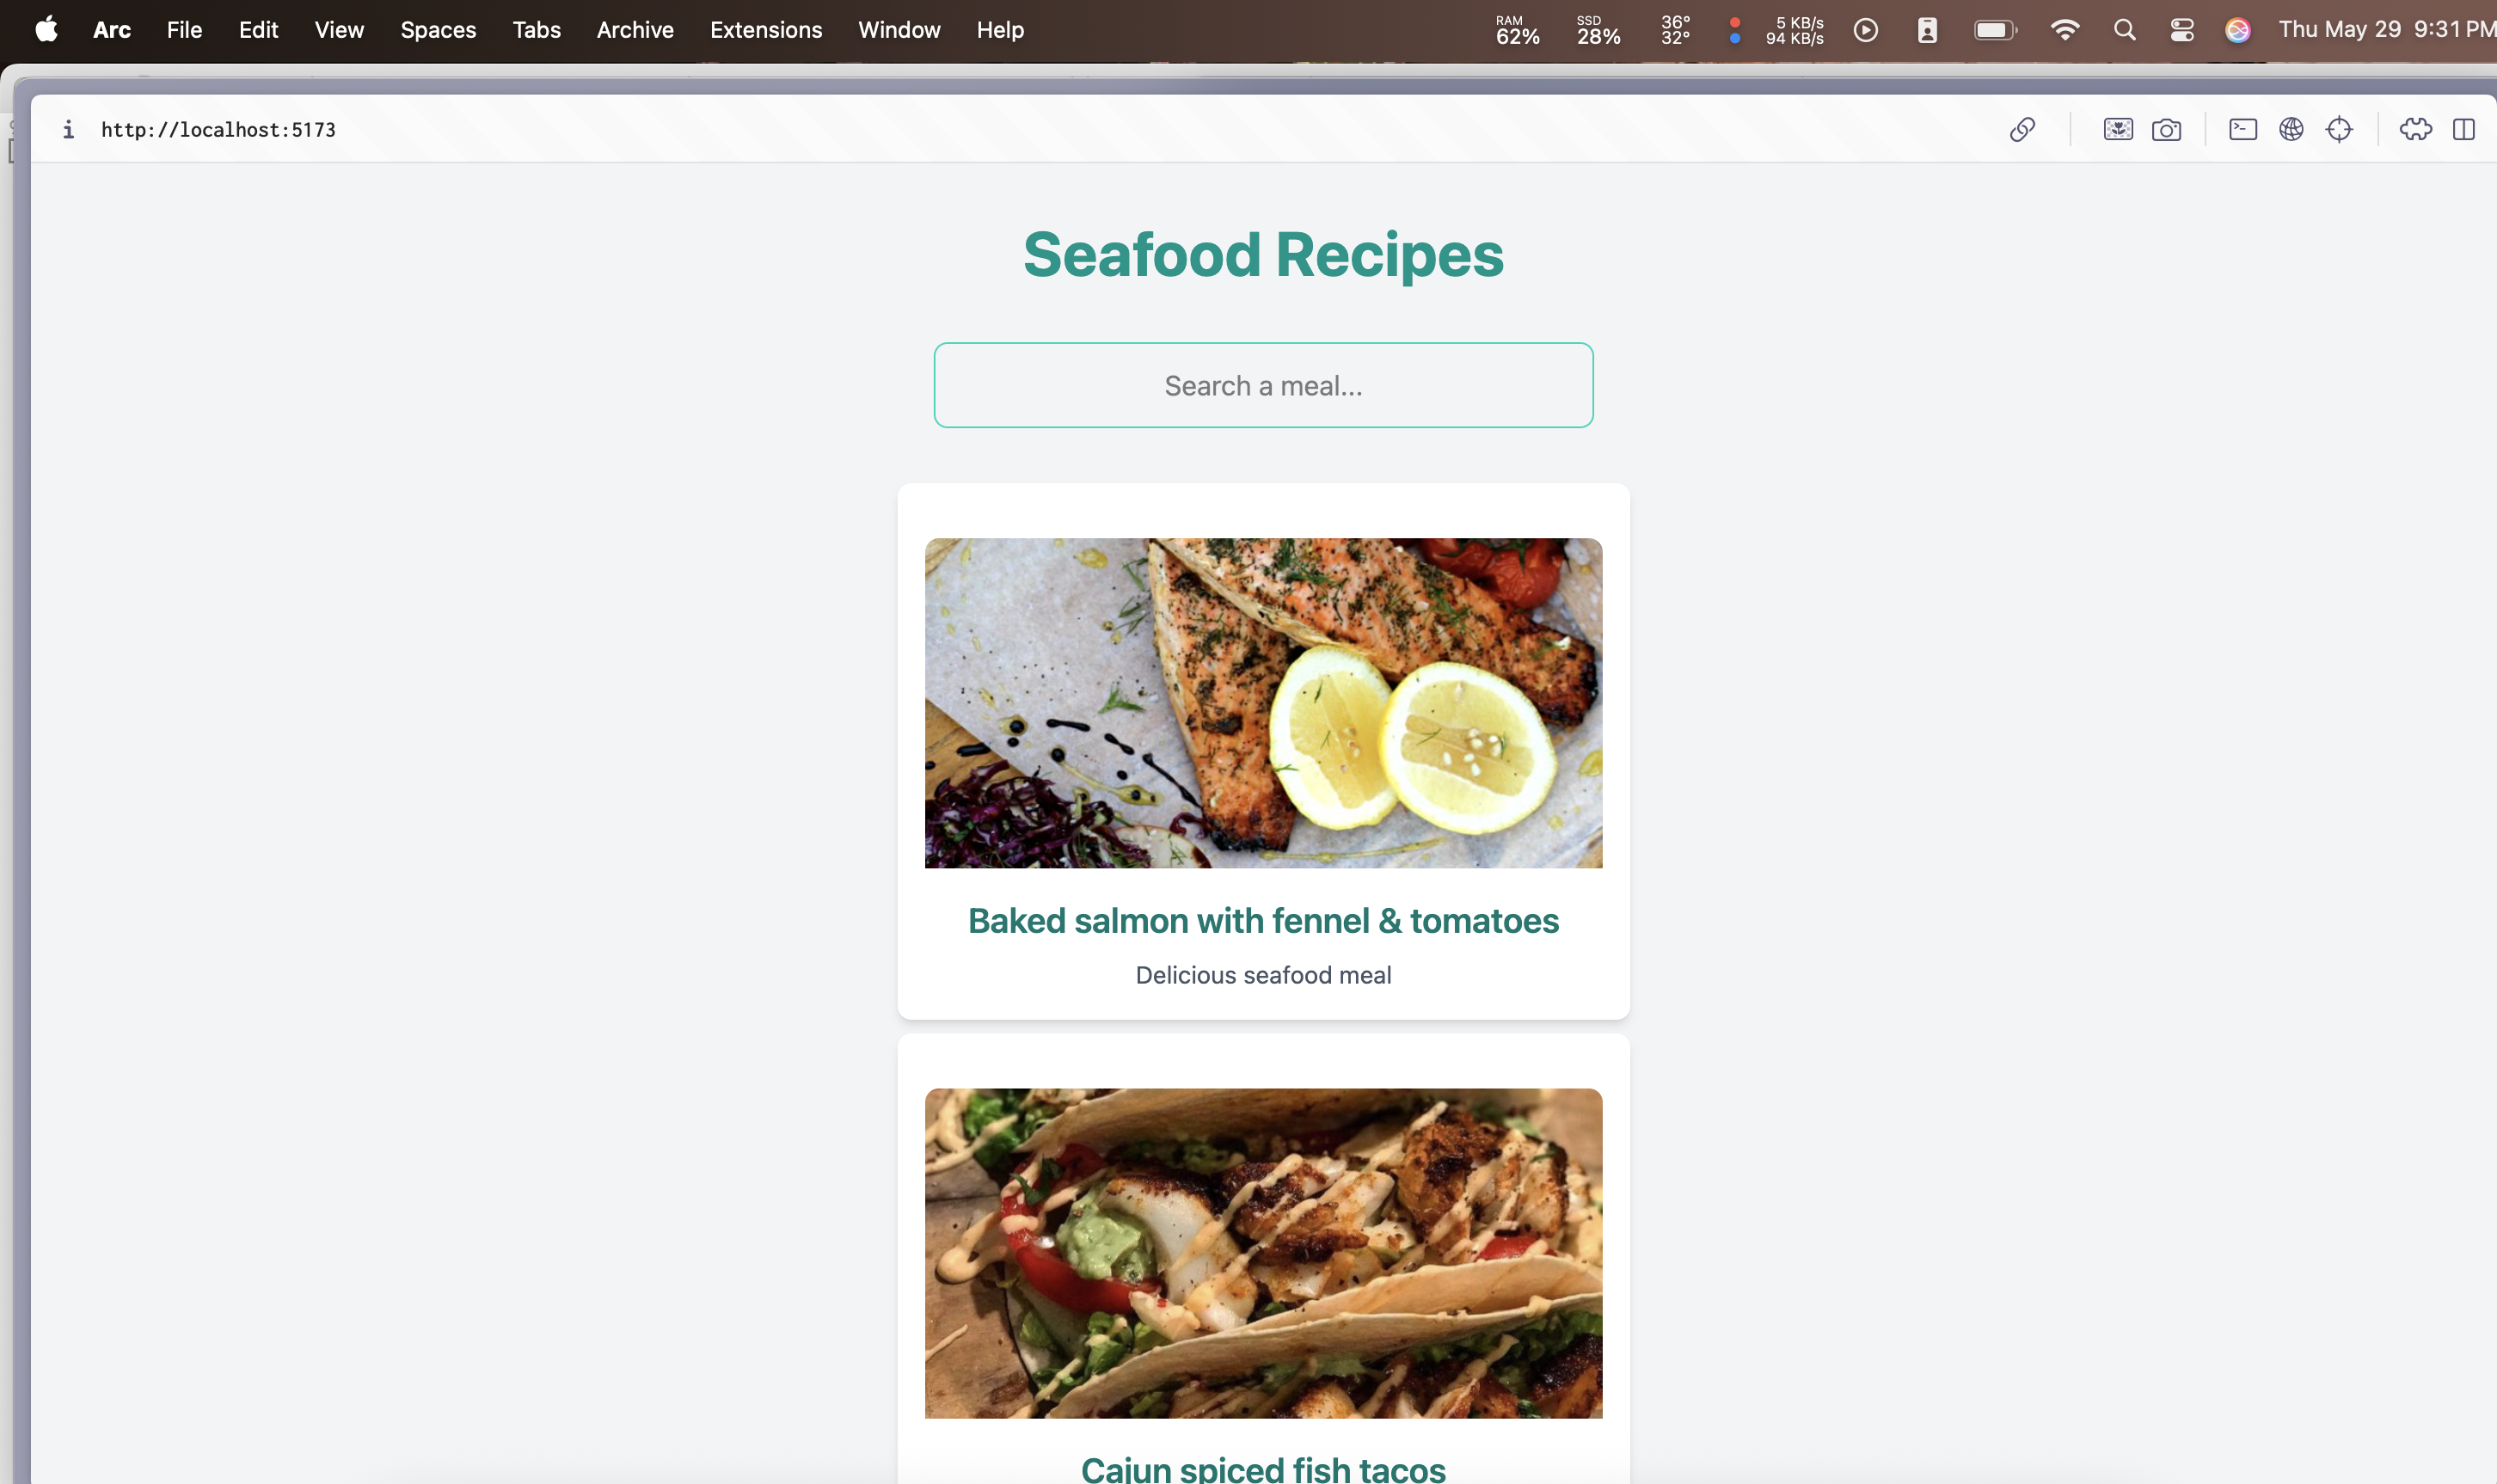 Arc File Edit View Spaces Tabs Archive Extensions Window Help
RAM SSD 36° 5 KB/s
62% 28% 32° 94 KB/s Thu May 29 9:31 PM
i http://localhost:5173
Seafood Recipes
Search a meal...
Baked salmon with fennel & tomatoes
Delicious seafood meal
Cajun spiced fish tacos